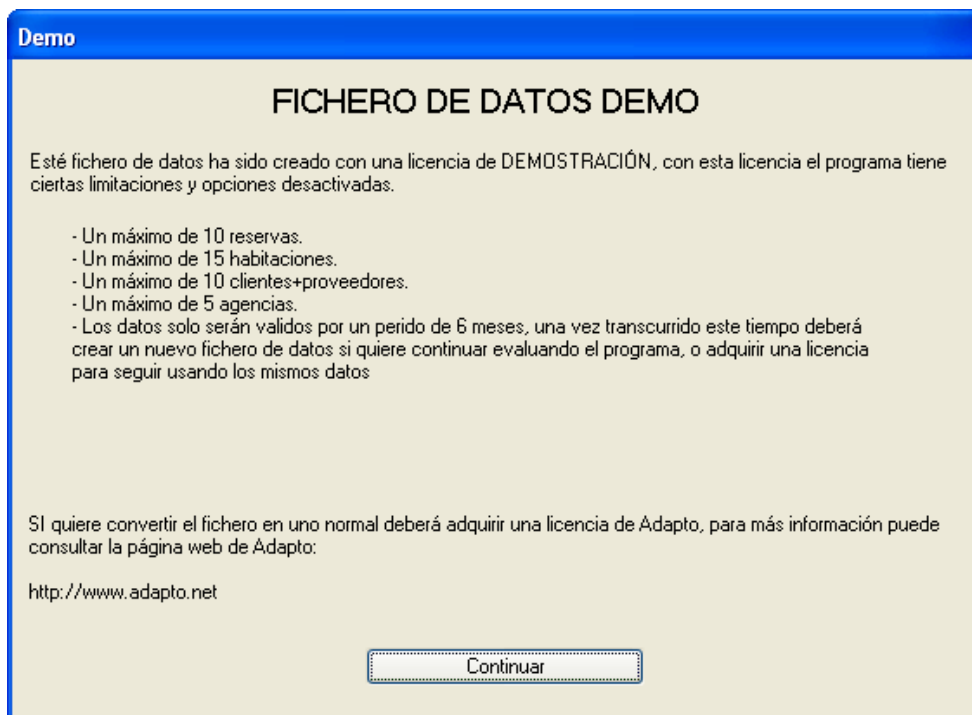 Demo
FICHERO DE DATOS DEMO
Esté fichero de datos ha sido creado con una licencia de DEMOSTRACIÓN, con esta licencia el programa tiene
ciertas limitaciones y opciones desactivadas.
- Un máximo de 10 reservas.
- Un máximo de 15 habitaciones.
- Un máximo de 10 clientes+proveedores.
- Un máximo de 5 agencias.
- Los datos solo serán validos por un perido de 6 meses, una vez transcurrido este tiempo deberá
crear un nuevo fichero de datos si quiere continuar evaluando el programa, o adquirir una licencia
para seguir usando los mismos datos
SI quiere convertir el fichero en uno normal deberá adquirir una licencia de Adapto, para más información puede
consultar la página web de Adapto:
http://www.adapto.net
Continuar